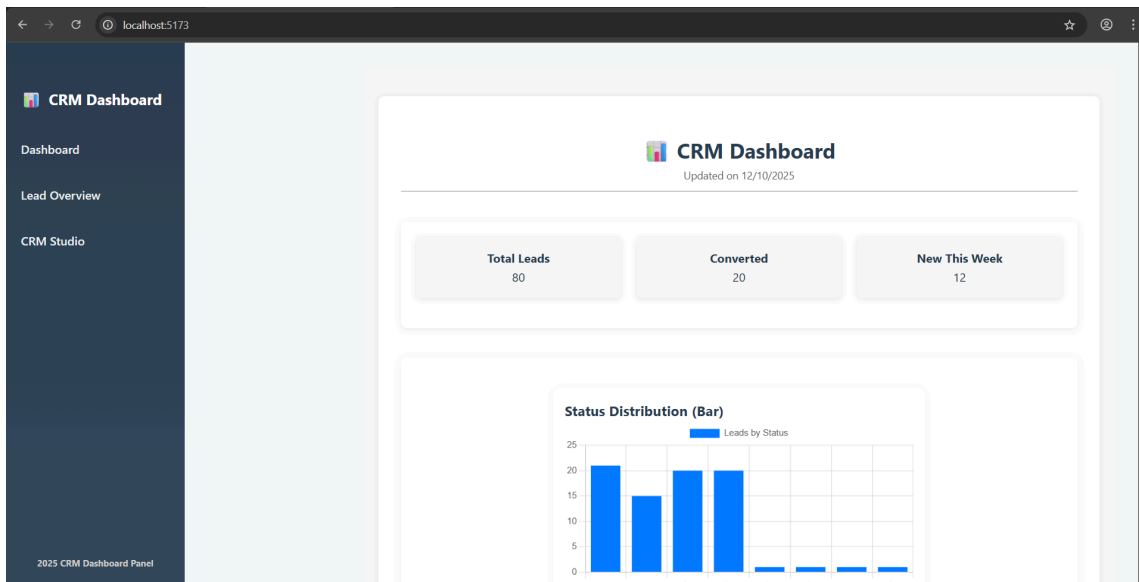 localhost:5173
CRM Dashboard
Dashboard
Lead Overview
CRM Studio
2025 CRM Dashboard Panel
CRM Dashboard
Updated on 12/10/2025
Total Leads
80
Converted
20
New This Week
12
Status Distribution (Bar)
Leads by Status
25
20
15
10
5
0